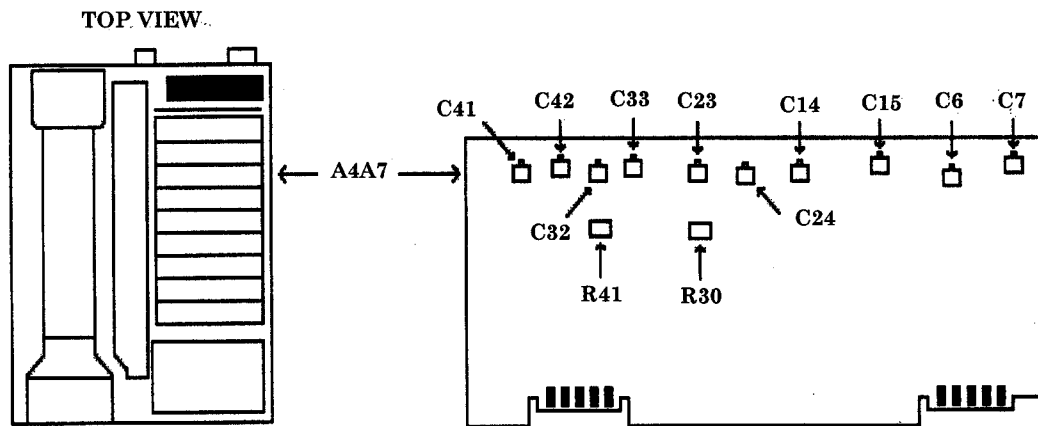 TOP VIEW
C41 C42 C33 C23 C14 C15 C6 C7
A4A7
C32 C24
R41 R30